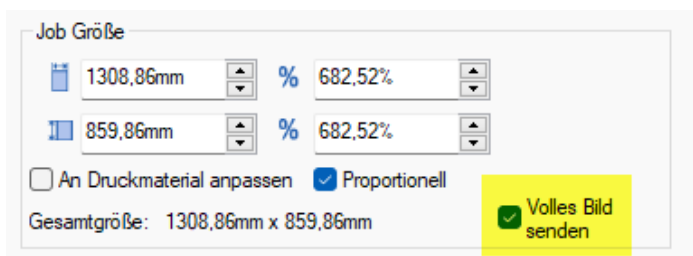 Job Größe
1308,86mm % 682,52%
859,86mm % 682,52%
An Druckmaterial anpassen Proportionell
Gesamtgröße: 1308,86mm x 859,86mm
Volles Bild
senden